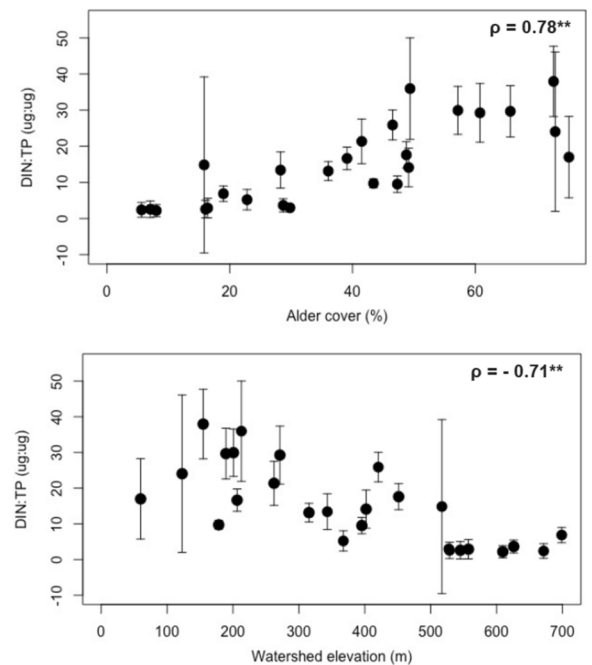 ρ = 0.78**
DIN:TP (ug:ug)
50
40
30
20
10
0
-10
0 20 40 60
Alder cover (%)
ρ = - 0.71**
DIN:TP (ug:ug)
50
40
30
20
10
0
-10
0 100 200 300 400 500 600 700
Watershed elevation (m)